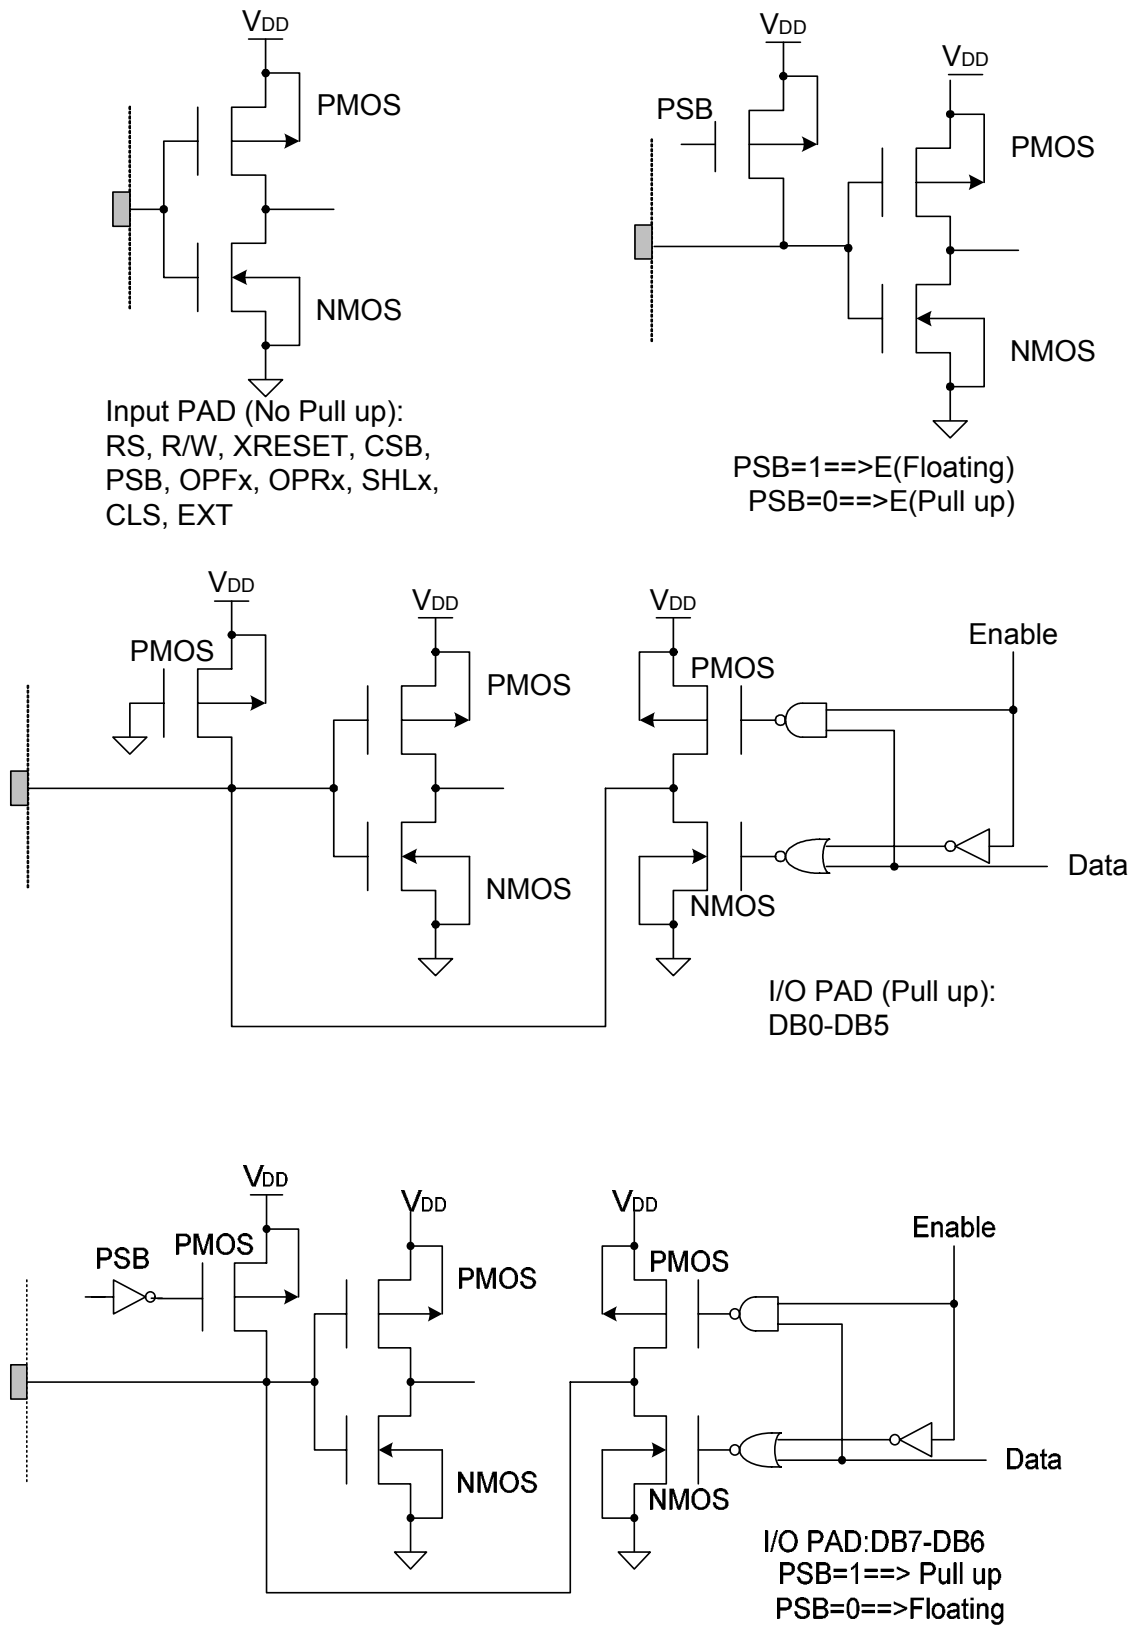 VDD
PMOS
NMOS
Input PAD (No Pull up):
RS, R/W, XRESET, CSB,
PSB, OPFx, OPRx, SHLx,
CLS, EXT
VDD
PSB
VDD
PMOS
NMOS
PSB=1==>E(Floating)
PSB=0==>E(Pull up)
VDD
PMOS
VDD
PMOS
NMOS
VDD
PMOS
NMOS
Enable
Data
I/O PAD (Pull up):
DB0-DB5
VDD
PSB
PMOS
VDD
PMOS
NMOS
VDD
PMOS
NMOS
Enable
Data
I/O PAD:DB7-DB6
PSB=1==> Pull up
PSB=0==>Floating